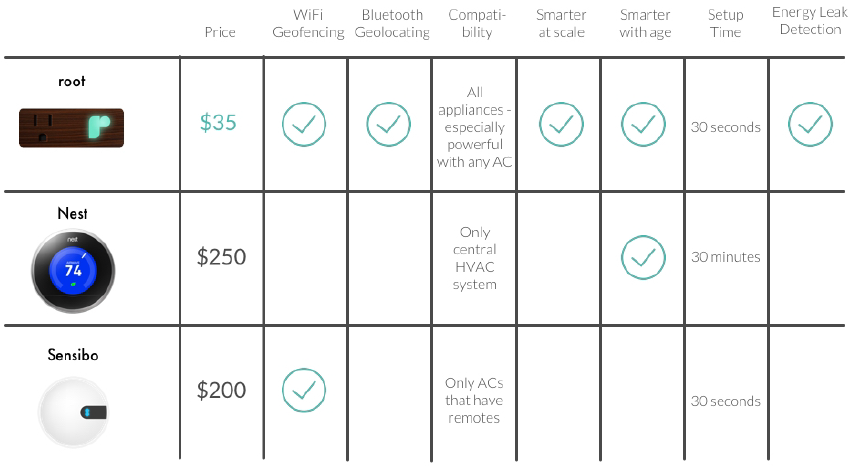 Price
WiFi
Geofencing
Bluetooth
Geolocating
Compati-
bility
Smarter
at scale
Smarter
with age
Setup
Time
Energy Leak
Detection
root
$35
All
appliances -
especially
powerful
with any AC
30 seconds
Nest
nest
74
$250
Only
central
HVAC
system
30 minutes
Sensibo
$200
Only ACs
that have
remotes
30 seconds